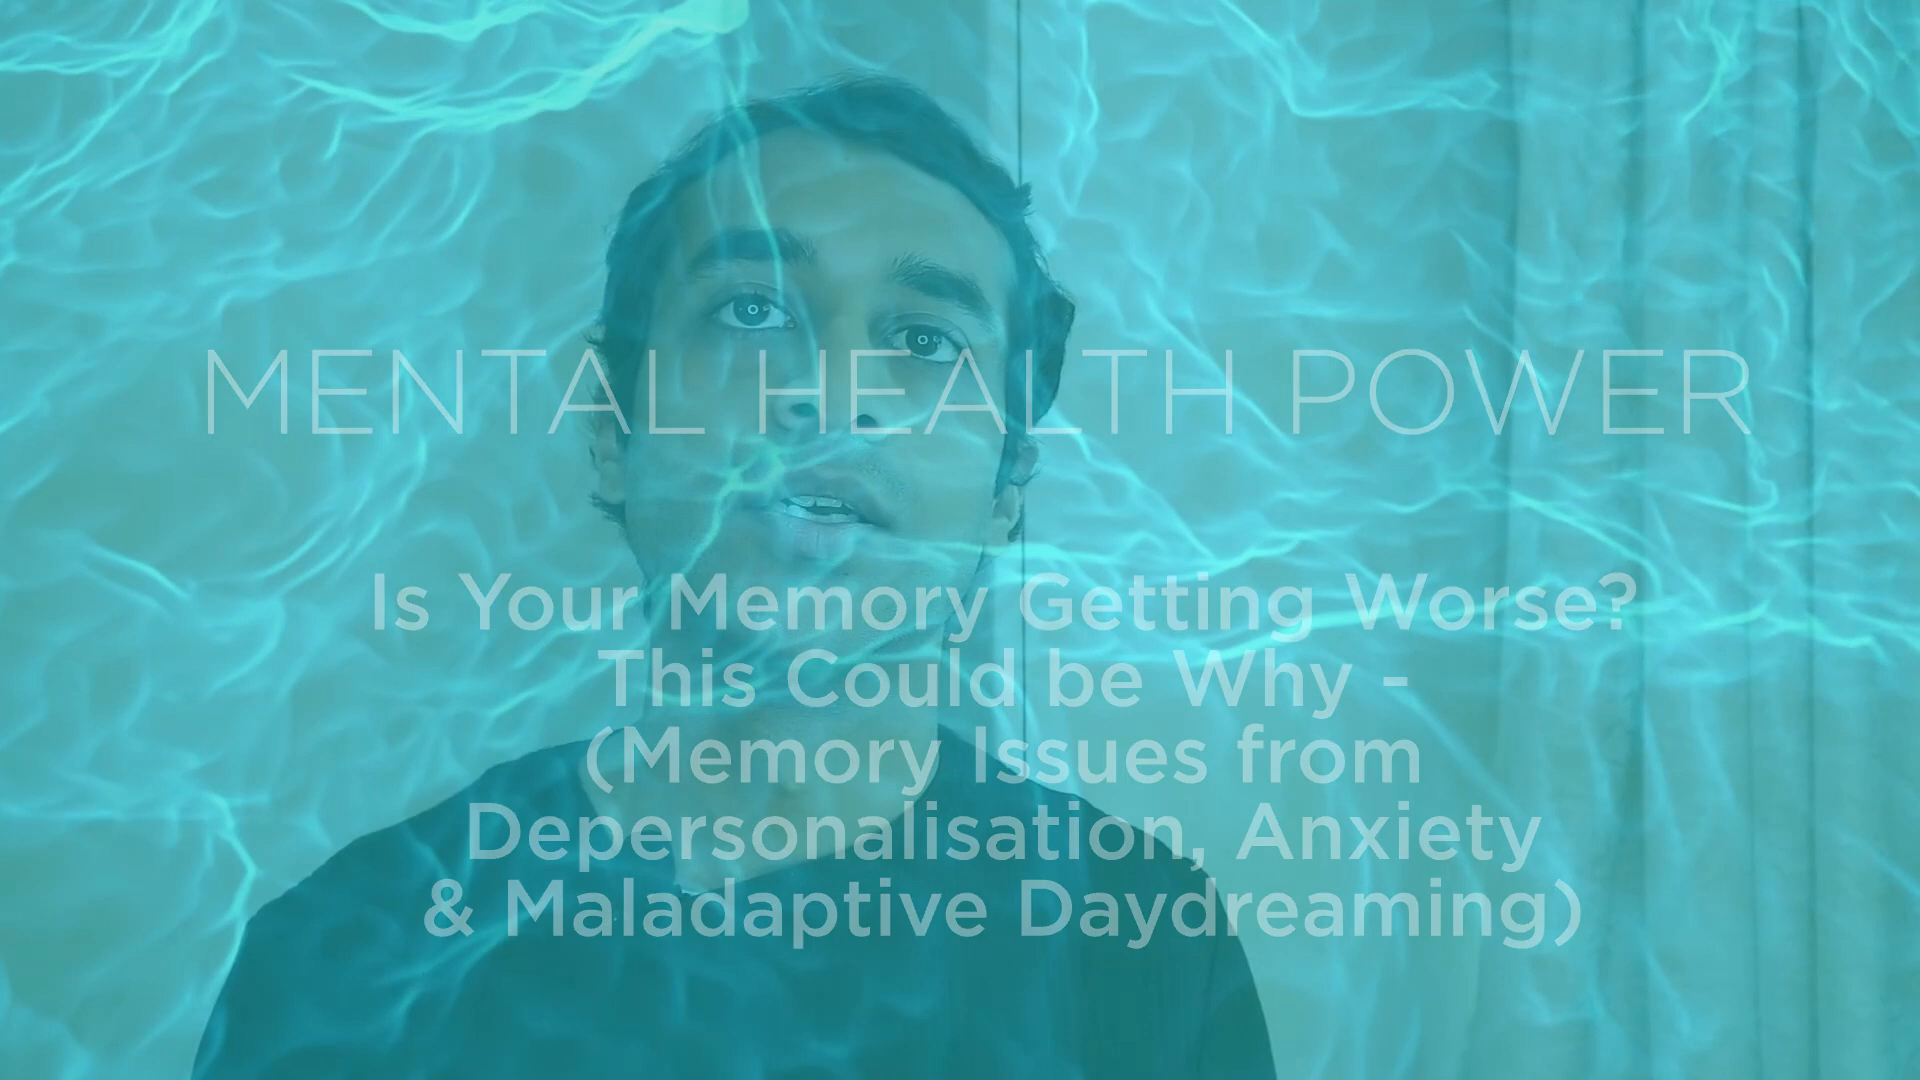 MENTAL HEALTH POWER
Is Your Memory Getting Worse?
This Could be Why -
(Memory Issues from
Depersonalisation, Anxiety
& Maladaptive Daydreaming)